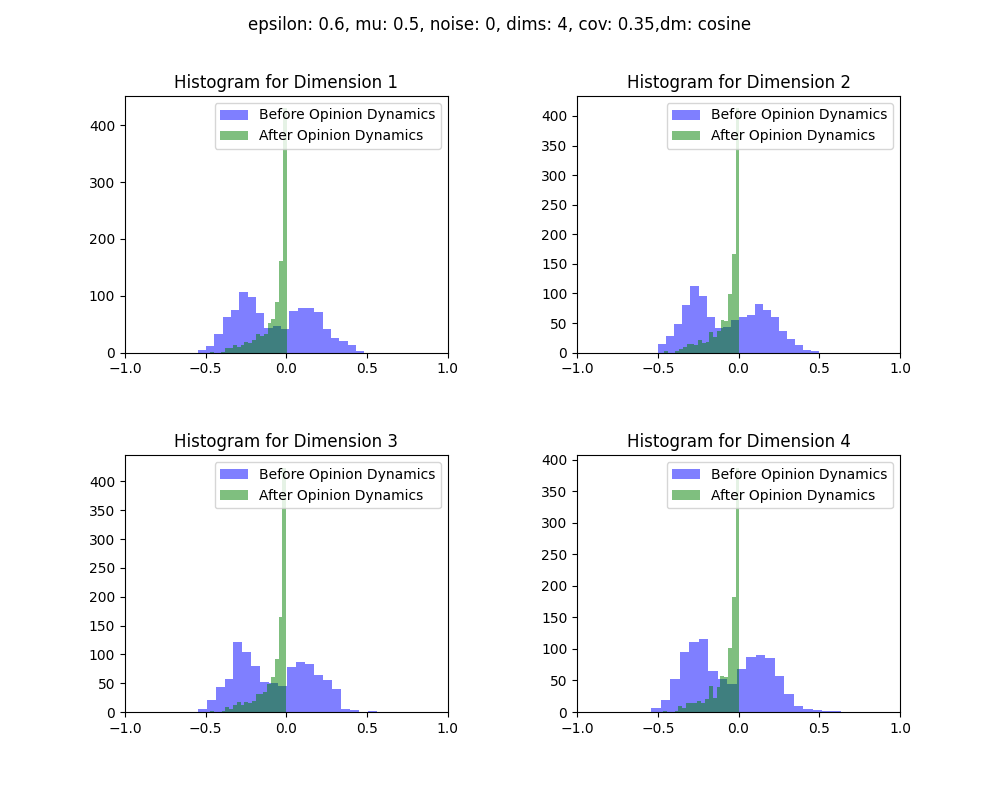 epsilon: 0.6, mu: 0.5, noise: 0, dims: 4, cov: 0.35,dm: cosine
Histogram for Dimension 1
Before Opinion Dynamics
After Opinion Dynamics
400
300
200
100
0
−1.0 −0.5 0.0 0.5 1.0
Histogram for Dimension 2
Before Opinion Dynamics
After Opinion Dynamics
400
350
300
250
200
150
100
50
0
−1.0 −0.5 0.0 0.5 1.0
Histogram for Dimension 3
Before Opinion Dynamics
After Opinion Dynamics
400
350
300
250
200
150
100
50
0
−1.0 −0.5 0.0 0.5 1.0
Histogram for Dimension 4
Before Opinion Dynamics
After Opinion Dynamics
400
350
300
250
200
150
100
50
0
−1.0 −0.5 0.0 0.5 1.0